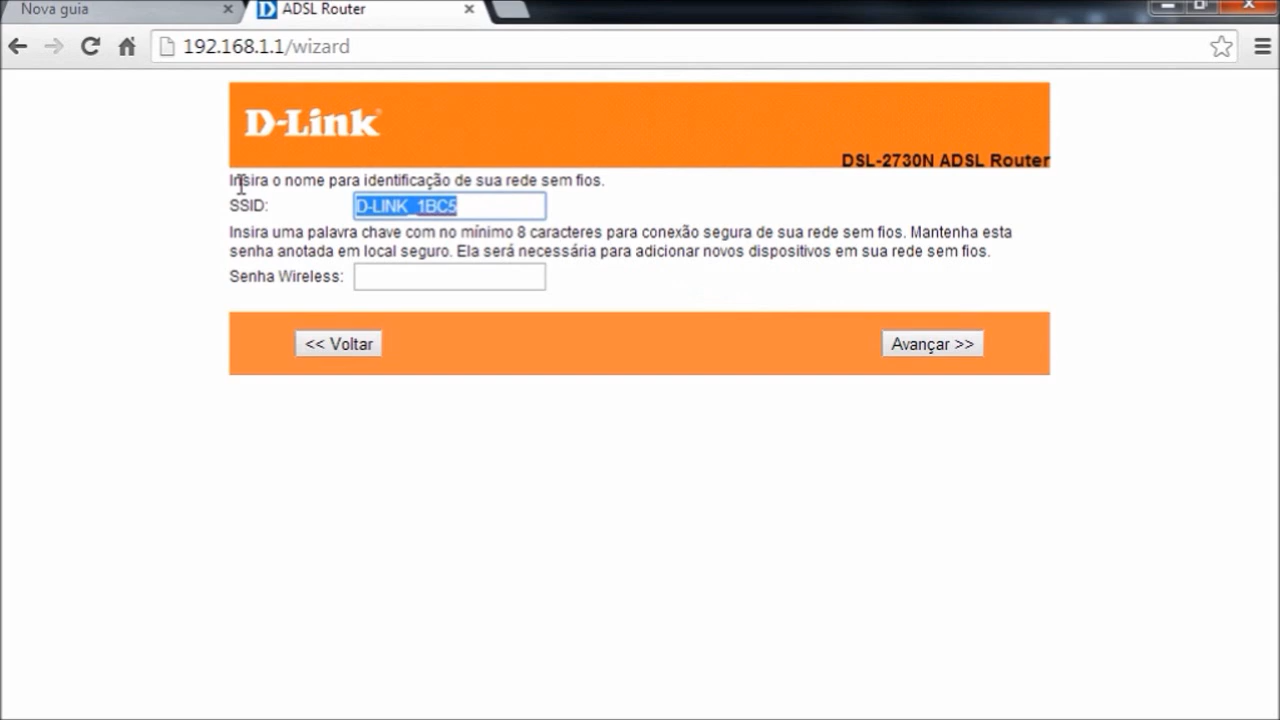 Nova guia
ADSL Router
192.168.1.1/wizard
D-Link
DSL-2730N ADSL Router
Insira o nome para identificação de sua rede sem fios.
SSID: D-LINK_1BC5
Insira uma palavra chave com no mínimo 8 caracteres para conexão segura de sua rede sem fios. Mantenha esta
senha anotada em local seguro. Ela será necessária para adicionar novos dispositivos em sua rede sem fios.
Senha Wireless:
<< Voltar Avançar >>